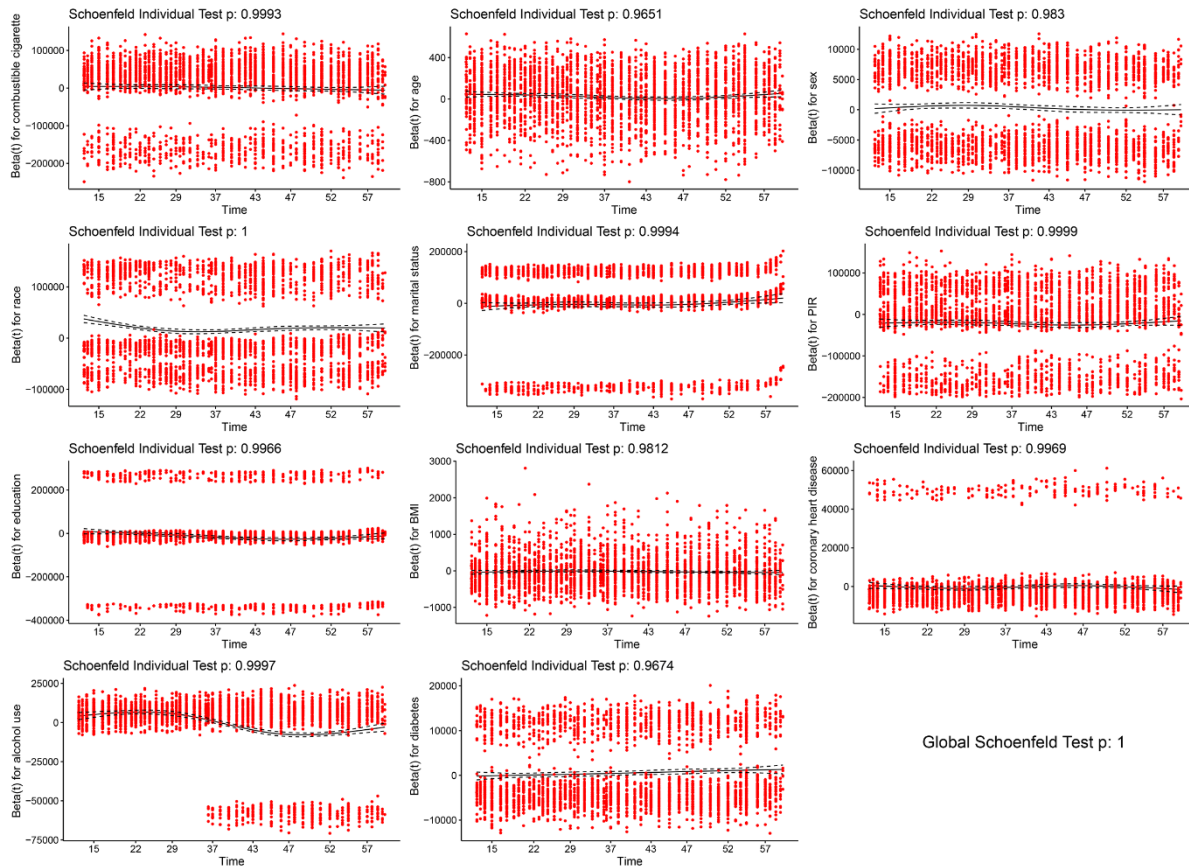 Schoenfeld Individual Test p: 0.9993
Beta(t) for combustible cigarette
100000
0
−100000
−200000
15 22 29 37 43 47 52 57
Time
Schoenfeld Individual Test p: 0.9651
Beta(t) for age
400
0
−400
−800
15 22 29 37 43 47 52 57
Time
Schoenfeld Individual Test p: 0.983
Beta(t) for sex
10000
5000
0
−5000
−10000
15 22 29 37 43 47 52 57
Time
Schoenfeld Individual Test p: 1
Beta(t) for race
100000
0
−100000
15 22 29 37 43 47 52 57
Time
Schoenfeld Individual Test p: 0.9994
Beta(t) for marital status
200000
0
−200000
15 22 29 37 43 47 52 57
Time
Schoenfeld Individual Test p: 0.9999
Beta(t) for PIR
100000
0
−100000
−200000
15 22 29 37 43 47 52 57
Time
Schoenfeld Individual Test p: 0.9966
Beta(t) for education
200000
0
−200000
−400000
15 22 29 37 43 47 52 57
Time
Schoenfeld Individual Test p: 0.9812
Beta(t) for BMI
3000
2000
1000
0
−1000
15 22 29 37 43 47 52 57
Time
Schoenfeld Individual Test p: 0.9969
Beta(t) for coronary heart disease
60000
40000
20000
0
15 22 29 37 43 47 52 57
Time
Schoenfeld Individual Test p: 0.9997
Beta(t) for alcohol use
25000
0
−25000
−50000
−75000
15 22 29 37 43 47 52 57
Time
Schoenfeld Individual Test p: 0.9674
Beta(t) for diabetes
20000
10000
0
−10000
15 22 29 37 43 47 52 57
Time
Global Schoenfeld Test p: 1